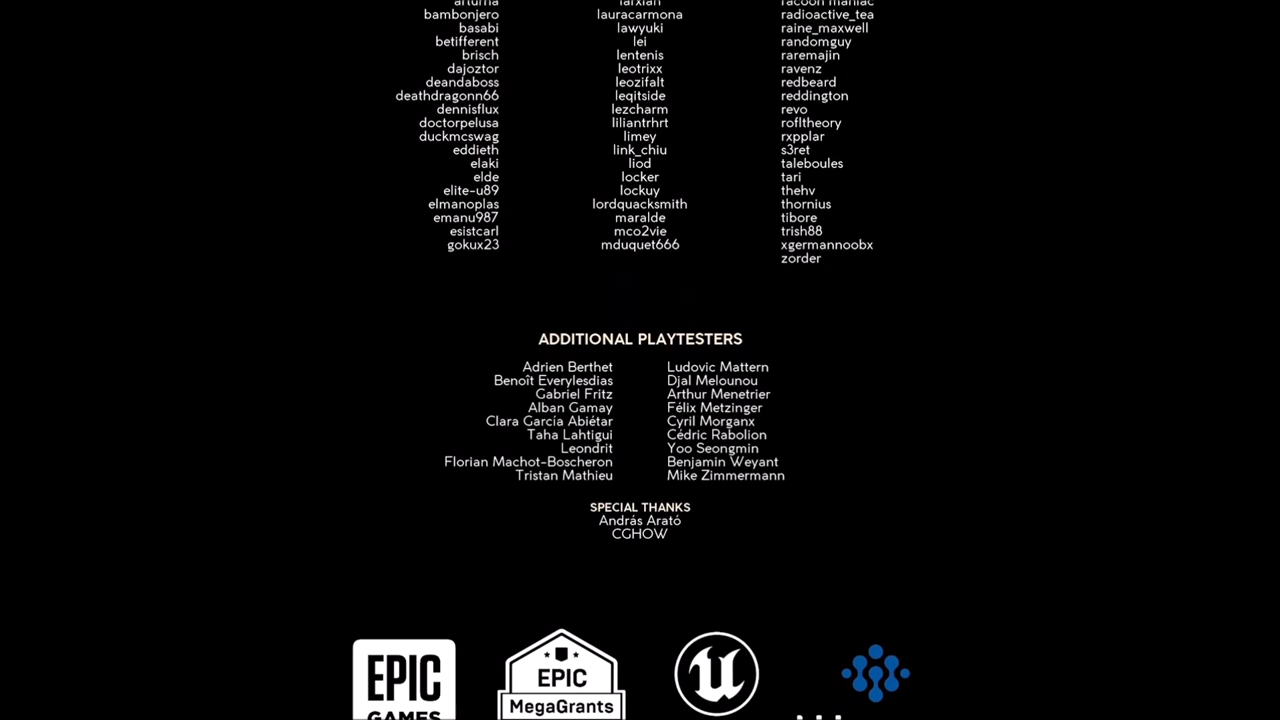 arturia
bambonjero
basabi
betifferent
brisch
dajoztor
deandaboss
deathdragonn66
dennisflux
doctorpelusa
duckmcswag
eddieth
elaki
elde
elite-u89
elmanoplas
emanu987
esistcarl
gokux23
larxian
lauracarmona
lawyuki
lei
lentenis
leotrixx
leozifalt
leqitside
lezcharm
liliantrhrt
limey
link_chiu
liod
locker
lockuy
lordquacksmith
maralde
mco2vie
mduquet666
racoon maniac
radioactive_tea
raine_maxwell
randomguy
raremajin
ravenz
redbeard
reddington
revo
rofltheory
rxpplar
s3ret
taleboules
tari
thehv
thornius
tibore
trish88
xgermannoobx
zorder
ADDITIONAL PLAYTESTERS
Adrien Berthet
Benoît Everylesdias
Gabriel Fritz
Alban Gamay
Clara García Abiétar
Taha Lahtigui
Leondrit
Florian Machot-Boscheron
Tristan Mathieu
Ludovic Mattern
Djal Melounou
Arthur Menetrier
Félix Metzinger
Cyril Morganx
Cédric Rabolion
Yoo Seongmin
Benjamin Weyant
Mike Zimmermann
SPECIAL THANKS
András Arató
CGHOW
EPIC
GAMES
EPIC
MegaGrants